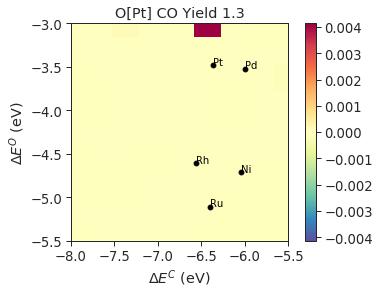 O[Pt] CO Yield 1.3
−3.0
−3.5
−4.0
−4.5
−5.0
−5.5
ΔE^O (eV)
Pt
Pd
Rh
Ni
Ru
−8.0 −7.5 −7.0 −6.5 −6.0 −5.5
ΔE^C (eV)
0.004
0.003
0.002
0.001
0.000
−0.001
−0.002
−0.003
−0.004